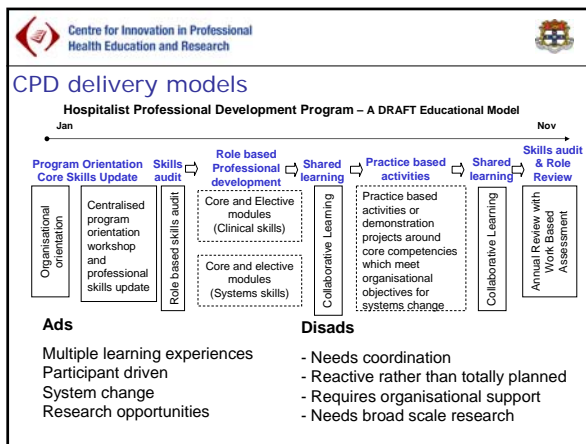 Centre for Innovation in Professional
Health Education and Research
CPD delivery models
Hospitalist Professional Development Program – A DRAFT Educational Model
Jan
Nov
Program Orientation
Core Skills Update
Skills
audit
Role based
Professional
development
Shared
learning
Practice based
activities
Shared
learning
Skills audit
& Role
Review
Organisational
orientation
Centralised
program
orientation
workshop
and
professional
skills update
Role based skills audit
Core and Elective
modules
(Clinical skills)
Core and elective
modules
(Systems skills)
Collaborative Learning
Practice based
activities or
demonstration
projects around
core competencies
which meet
organisational
objectives for
systems change
Collaborative Learning
Annual Review with
Work Based
Assessment
Ads
Multiple learning experiences
Participant driven
System change
Research opportunities
Disads
- Needs coordination
- Reactive rather than totally planned
- Requires organisational support
- Needs broad scale research